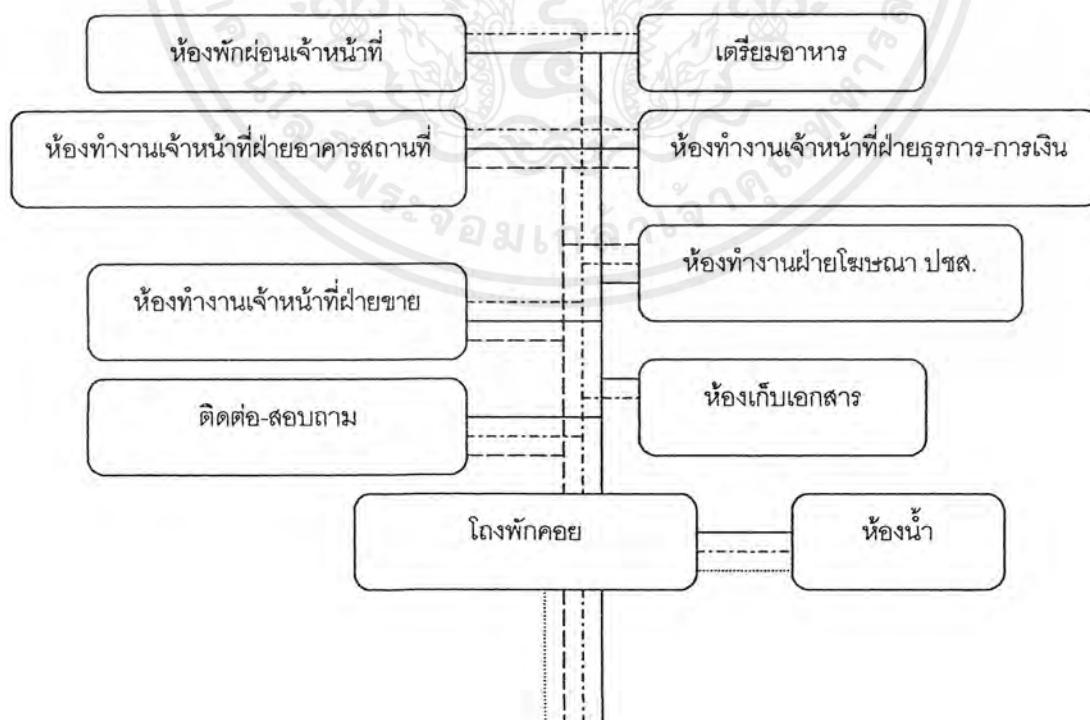 ห้องพักผ่อนเจ้าหน้าที่
เตรียมอาหาร
ห้องทำงานเจ้าหน้าที่ฝ่ายอาคารสถานที่
ห้องทำงานเจ้าหน้าที่ฝ่ายธุรการ-การเงิน
ห้องทำงานฝ่ายโฆษณา ปชส.
ห้องทำงานเจ้าหน้าที่ฝ่ายขาย
ห้องเก็บเอกสาร
ติดต่อ-สอบถาม
โถงพักคอย
ห้องน้ำ